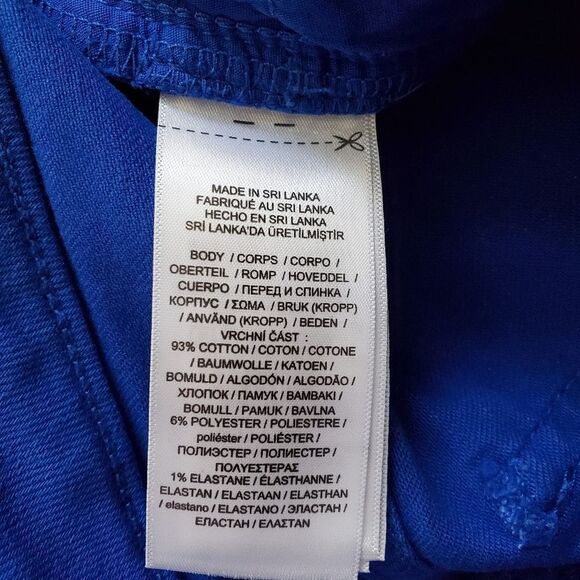 MADE IN SRI LANKA
FABRIQUÉ AU SRI LANKA
HECHO EN SRI LANKA
SRİ LANKA'DA ÜRETİLMİŞTİR
BODY / CORPS / CORPO /
OBERTEIL / ROMP / HOVEDDEL /
CUERPO / ПЕРЕД И СПИНКА /
КОРПУС / ΣΩΜΑ / BRUK (KROPP)
/ ANVÄND (KROPP) / BEDEN /
VRCHNÍ ČÁST :
93% COTTON / COTON / COTONE
/ BAUMWOLLE / KATOEN /
BOMULD / ALGODÓN / ALGODÃO /
ХЛОПОК / ПАМУК / BAMBAKI /
BOMULL / PAMUK / BAVLNA
6% POLYESTER / POLIESTERE /
poliéster / POLIÉSTER /
ПОЛИЭСТЕР / ПОЛИЕСТЕР /
ΠΟΛΥΕΣΤΕΡΑΣ
1% ELASTANE / ÉLASTHANNE /
ELASTAN / ELASTAAN / ELASTHAN
/ elastano / ELASTANO / ЭЛАСТАН /
ЕЛАСТАН / ΕΛΑΣΤΑΝ